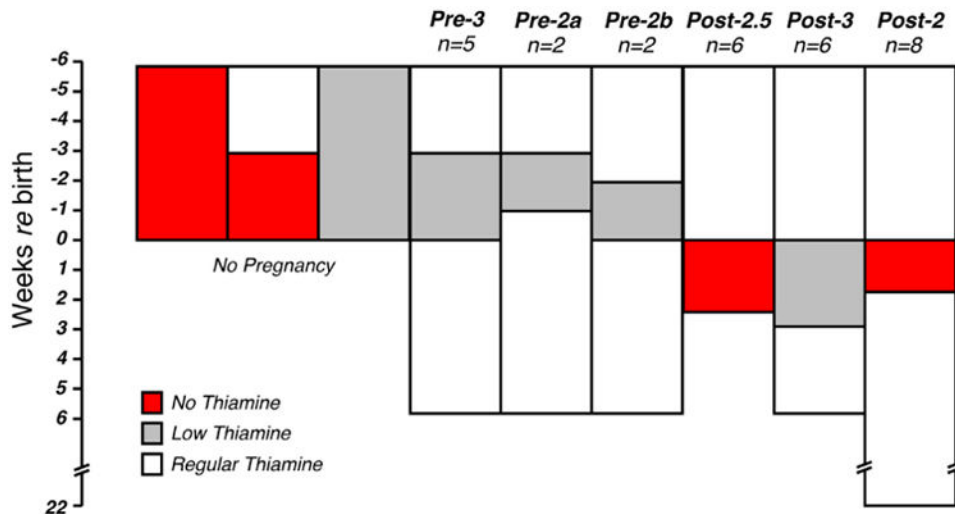 Pre-3 Pre-2a Pre-2b Post-2.5 Post-3 Post-2
n=5 n=2 n=2 n=6 n=6 n=8
Weeks re birth
-6
-5
-4
-3
-2
-1
0
1
2
3
4
5
6
22
No Pregnancy
No Thiamine
Low Thiamine
Regular Thiamine